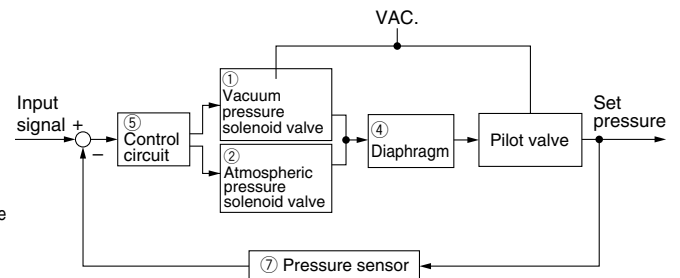 VAC.
Input
signal
+
−
⑤
Control
circuit
①
Vacuum
pressure
solenoid valve
②
Atmospheric
pressure
solenoid valve
④
Diaphragm
Pilot valve
Set
pressure
⑦ Pressure sensor